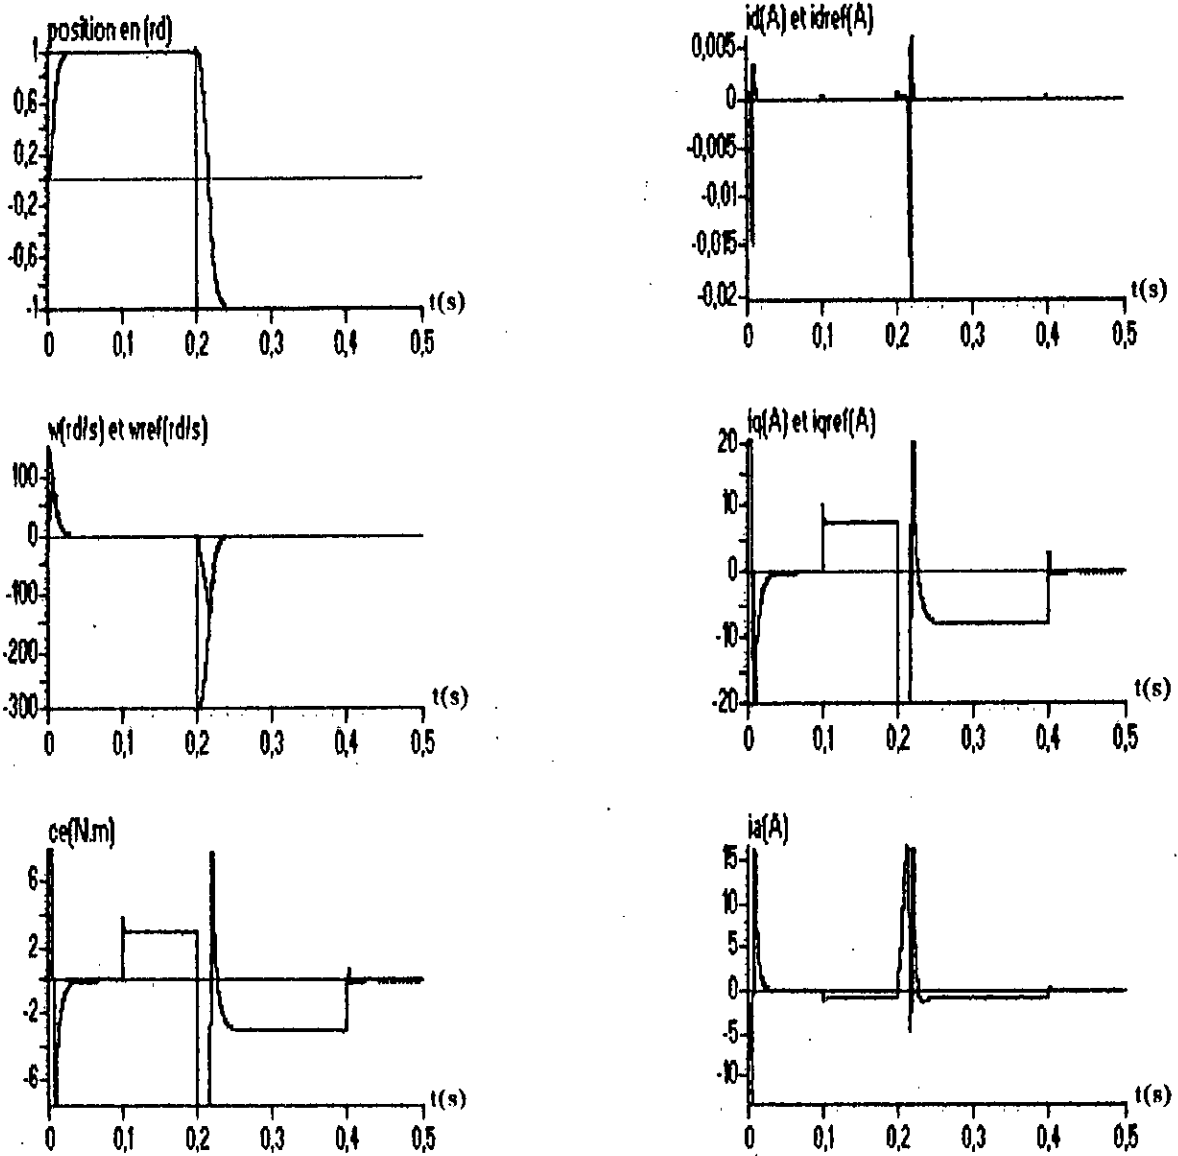 position en (rd)
1
0,6
0,2
-0,2
-0,6
-1
t(s)
0 0,1 0,2 0,3 0,4 0,5
id(A) et idref(A)
0,005
0
-0,005
-0,01
-0,015
-0,02
t(s)
0 0,1 0,2 0,3 0,4 0,5
w(rd/s) et wref(rd/s)
100
0
-100
-200
-300
t(s)
0 0,1 0,2 0,3 0,4 0,5
iq(A) et iqref(A)
20
10
0
-10
-20
t(s)
0 0,1 0,2 0,3 0,4 0,5
ce(N.m)
6
2
-2
-6
t(s)
0 0,1 0,2 0,3 0,4 0,5
ia(A)
15
10
5
0
-5
-10
t(s)
0 0,1 0,2 0,3 0,4 0,5